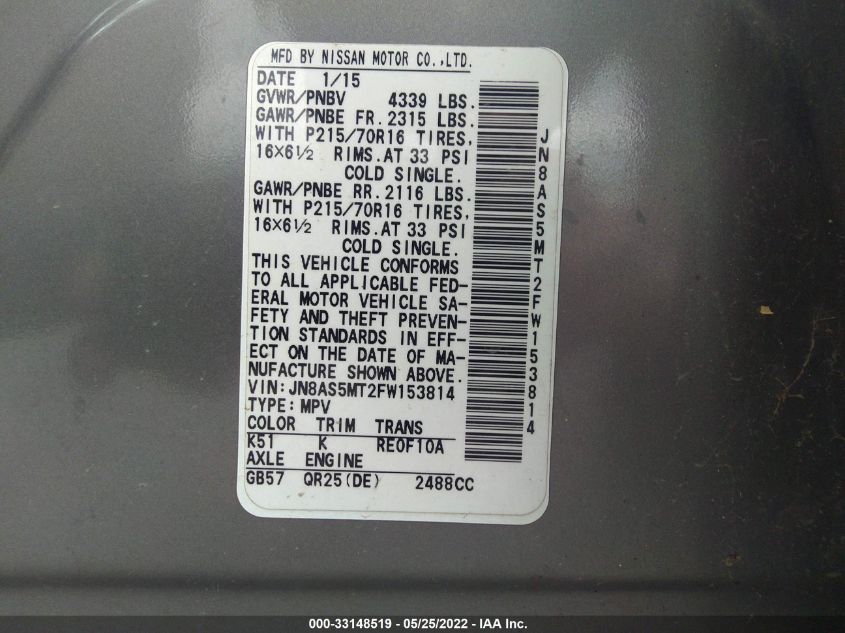 MFD BY NISSAN MOTOR CO.,LTD.
DATE 1/15
GVWR/PNBV 4339 LBS.
GAWR/PNBE FR. 2315 LBS.
WITH P215/70R16 TIRES,
16X6½ RIMS.AT 33 PSI
COLD SINGLE.
GAWR/PNBE RR. 2116 LBS.
WITH P215/70R16 TIRES,
16X6½ RIMS.AT 33 PSI
COLD SINGLE.
THIS VEHICLE CONFORMS
TO ALL APPLICABLE FED-
ERAL MOTOR VEHICLE SA-
FETY AND THEFT PREVEN-
TION STANDARDS IN EFF-
ECT ON THE DATE OF MA-
NUFACTURE SHOWN ABOVE.
VIN:JN8AS5MT2FW153814
TYPE:MPV
COLOR TRIM TRANS
K51 K RE0F10A
AXLE ENGINE
GB57 QR25(DE) 2488CC
JN8AS5MT2FW153814
000-33148519 - 05/25/2022 - IAA Inc.